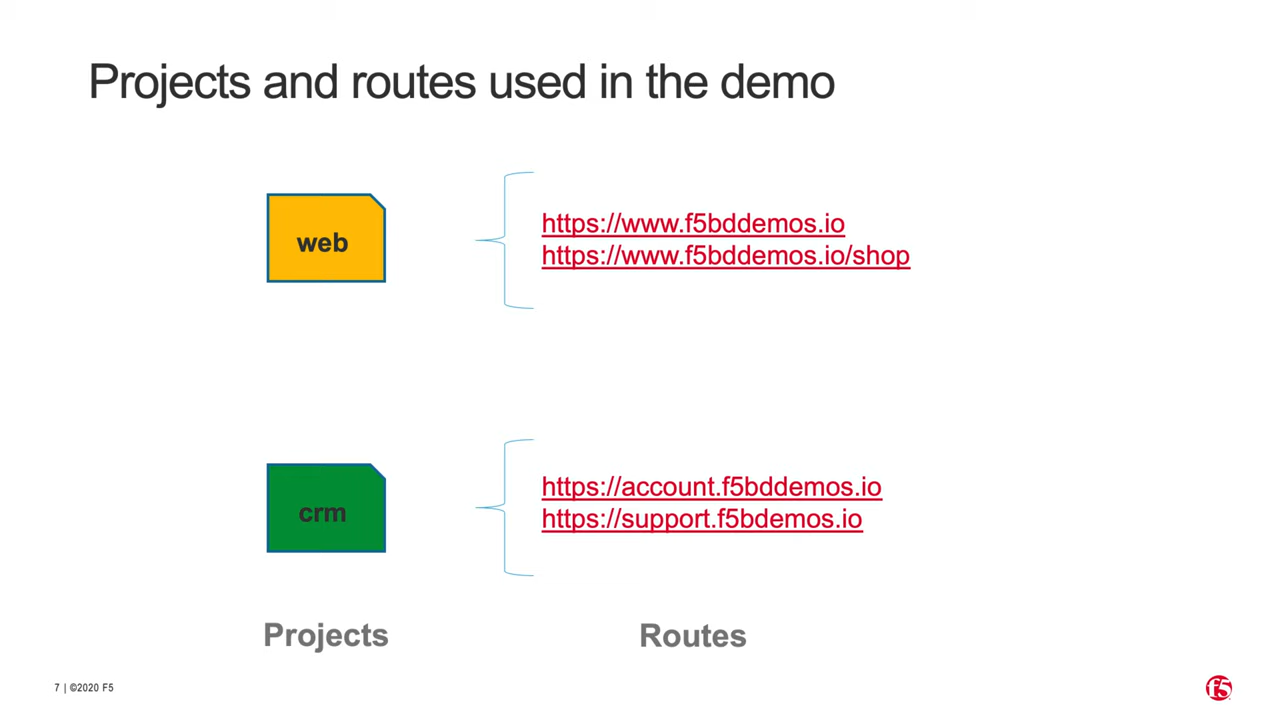 Projects and routes used in the demo
web
https://www.f5bddemos.io
https://www.f5bddemos.io/shop
crm
https://account.f5bddemos.io
https://support.f5bdemos.io
Projects
Routes
7 | ©2020 F5
f5